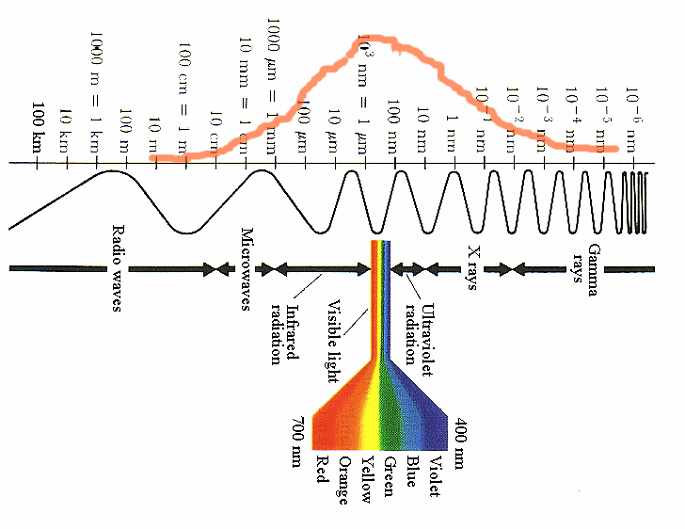 10⁻⁶ nm
10⁻⁵ nm
10⁻⁴ nm
10⁻³ nm
10⁻² nm
10⁻¹ nm
1 nm
10 nm
100 nm
10³ nm = 1 µm
10 µm
100 µm
1000 µm = 1 mm
10 mm = 1 cm
10 cm
100 cm = 1 m
10 m
100 m
1000 m = 1 km
10 km
100 km
Gamma
rays
X rays
Ultraviolet
radiation
Visible light
Infrared
radiation
Microwaves
Radio waves
400 nm
Violet
Blue
Green
Yellow
Orange
Red
700 nm